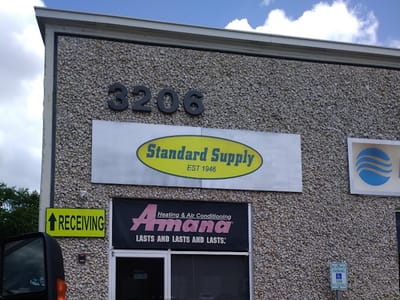 3206
Standard Supply
EST 1946
RECEIVING
Heating & Air Conditioning
Amana
LASTS AND LASTS AND LASTS.